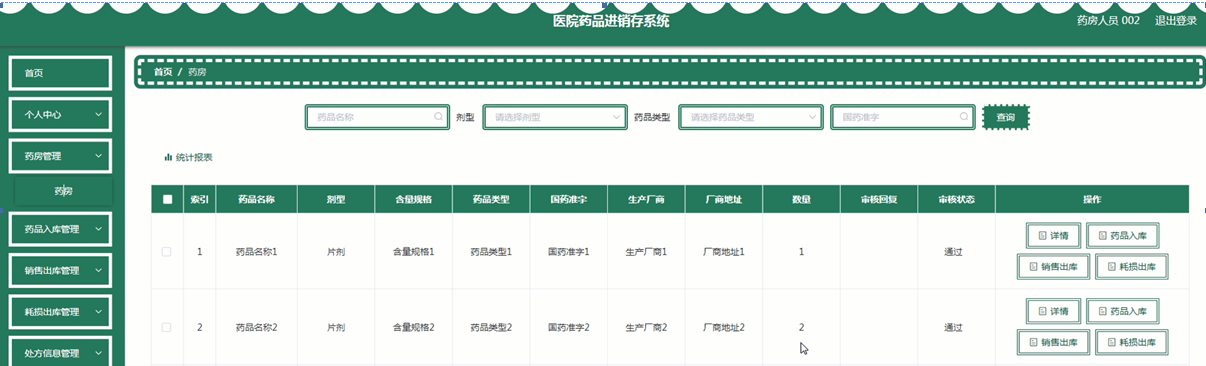 医院药品进销存系统
药房人员 002 退出登录
首页
个人中心
药房管理
药房
药品入库管理
销售出库管理
耗损出库管理
处方信息管理
首页 / 药房
药品名称 剂型 请选择剂型 药品类型 请选择药品类型 国药准字 查询
统计报表
索引 药品名称 剂型 含量规格 药品类型 国药准字 生产厂商 厂商地址 数量 审核回复 审核状态 操作
1 药品名称1 片剂 含量规格1 药品类型1 国药准字1 生产厂商1 厂商地址1 1 通过
详情 药品入库
销售出库 耗损出库
2 药品名称2 片剂 含量规格2 药品类型2 国药准字2 生产厂商2 厂商地址2 2 通过
详情 药品入库
销售出库 耗损出库